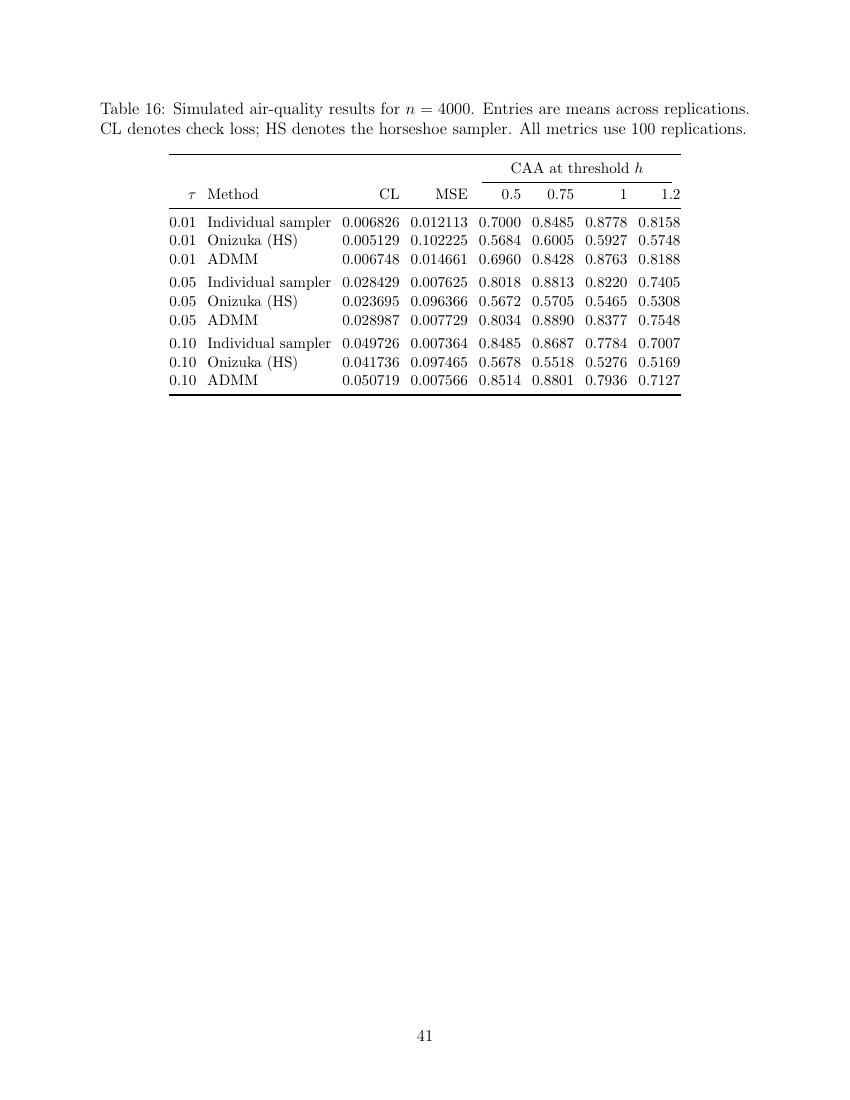 Table 16: Simulated air-quality results for n = 4000. Entries are means across replications.
CL denotes check loss; HS denotes the horseshoe sampler. All metrics use 100 replications.
CAA at threshold h
τ Method CL MSE 0.5 0.75 1 1.2
0.01 Individual sampler 0.006826 0.012113 0.7000 0.8485 0.8778 0.8158
0.01 Onizuka (HS) 0.005129 0.102225 0.5684 0.6005 0.5927 0.5748
0.01 ADMM 0.006748 0.014661 0.6960 0.8428 0.8763 0.8188
0.05 Individual sampler 0.028429 0.007625 0.8018 0.8813 0.8220 0.7405
0.05 Onizuka (HS) 0.023695 0.096366 0.5672 0.5705 0.5465 0.5308
0.05 ADMM 0.028987 0.007729 0.8034 0.8890 0.8377 0.7548
0.10 Individual sampler 0.049726 0.007364 0.8485 0.8687 0.7784 0.7007
0.10 Onizuka (HS) 0.041736 0.097465 0.5678 0.5518 0.5276 0.5169
0.10 ADMM 0.050719 0.007566 0.8514 0.8801 0.7936 0.7127
41